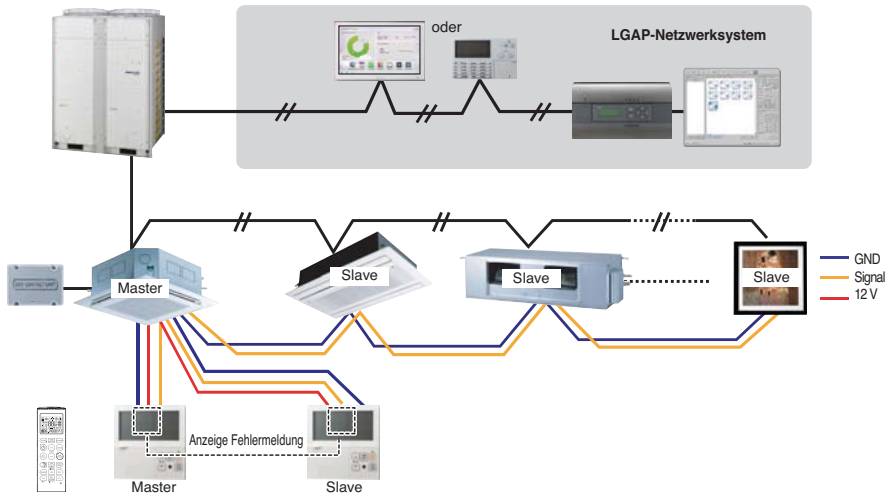 oder
LGAP-Netzwerksystem
Master
Slave
Slave
Slave
GND
Signal
12 V
Anzeige Fehlermeldung
Master
Slave